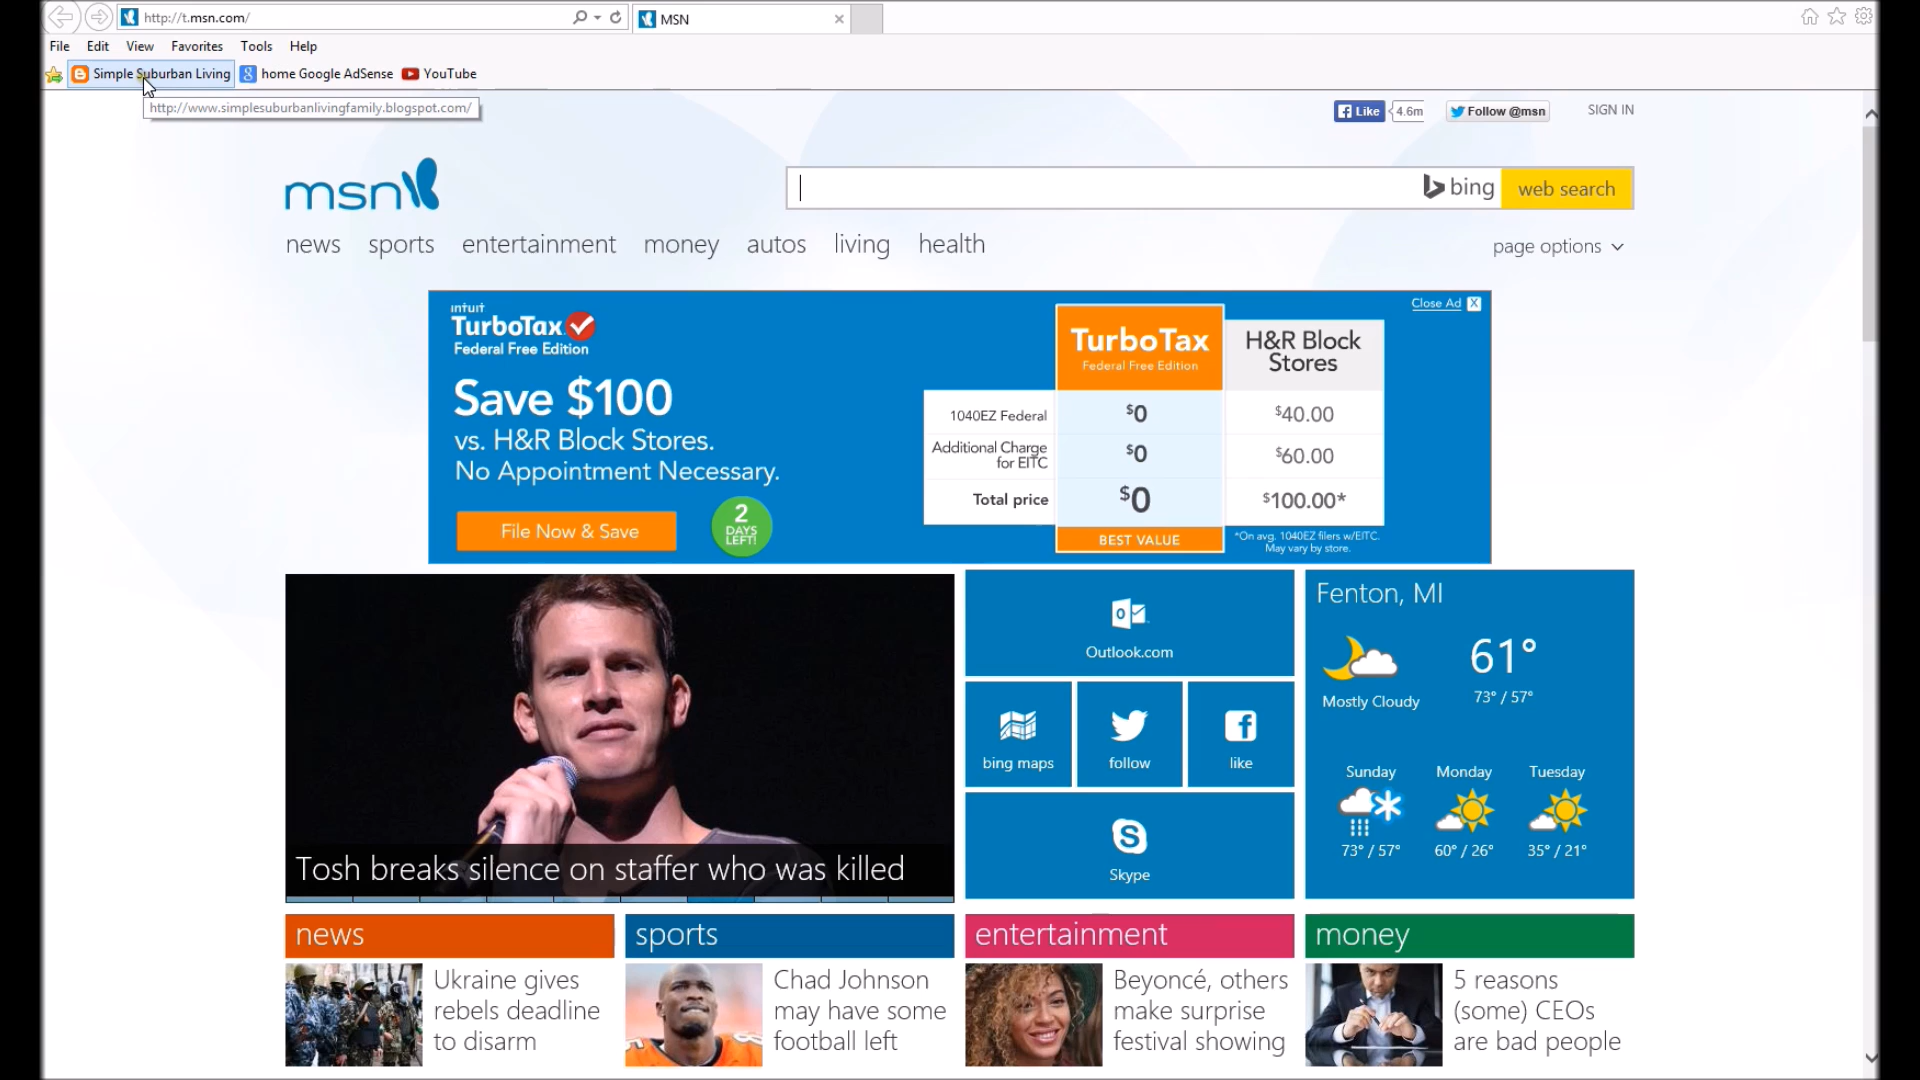 http://t.msn.com/
MSN
File Edit View Favorites Tools Help
Simple Suburban Living home Google AdSense YouTube
http://www.simplesuburbanlivingfamily.blogspot.com/
Like 4.6m Follow @msn SIGN IN
msn
bing web search
news sports entertainment money autos living health
page options
Close Ad X
intuit
TurboTax
Federal Free Edition
Save $100
vs. H&R Block Stores.
No Appointment Necessary.
File Now & Save
2
DAYS
LEFT!
TurboTax
Federal Free Edition
H&R Block
Stores
1040EZ Federal $0 $40.00
Additional Charge
for EITC $0 $60.00
Total price $0 $100.00*
BEST VALUE
*On avg. 1040EZ filers w/EITC.
May vary by store.
Tosh breaks silence on staffer who was killed
Outlook.com
bing maps follow like
Skype
Fenton, MI
61°
Mostly Cloudy 73° / 57°
Sunday Monday Tuesday
73° / 57° 60° / 26° 35° / 21°
news
Ukraine gives
rebels deadline
to disarm
sports
Chad Johnson
may have some
football left
entertainment
Beyoncé, others
make surprise
festival showing
money
5 reasons
(some) CEOs
are bad people